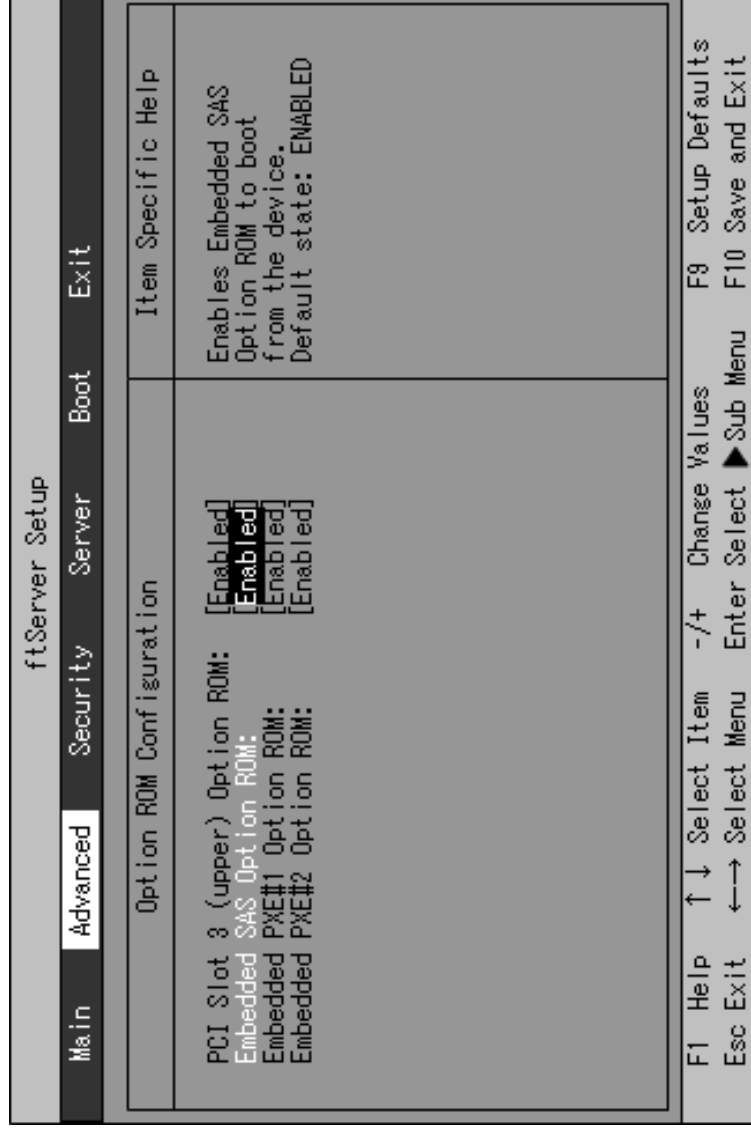 ftServer Setup
Main Advanced Security Server Boot Exit
Option ROM Configuration
Item Specific Help
PCI Slot 3 (upper) Option ROM: [Enabled]
Embedded SAS Option ROM: [Enabled]
Embedded PXE#1 Option ROM: [Enabled]
Embedded PXE#2 Option ROM: [Enabled]
Enables Embedded SAS
Option ROM to boot
from the device.
Default state: ENABLED
F1 Help ↑↓ Select Item -/+ Change Values F9 Setup Defaults
Esc Exit ←→ Select Menu Enter Select ▶Sub Menu F10 Save and Exit